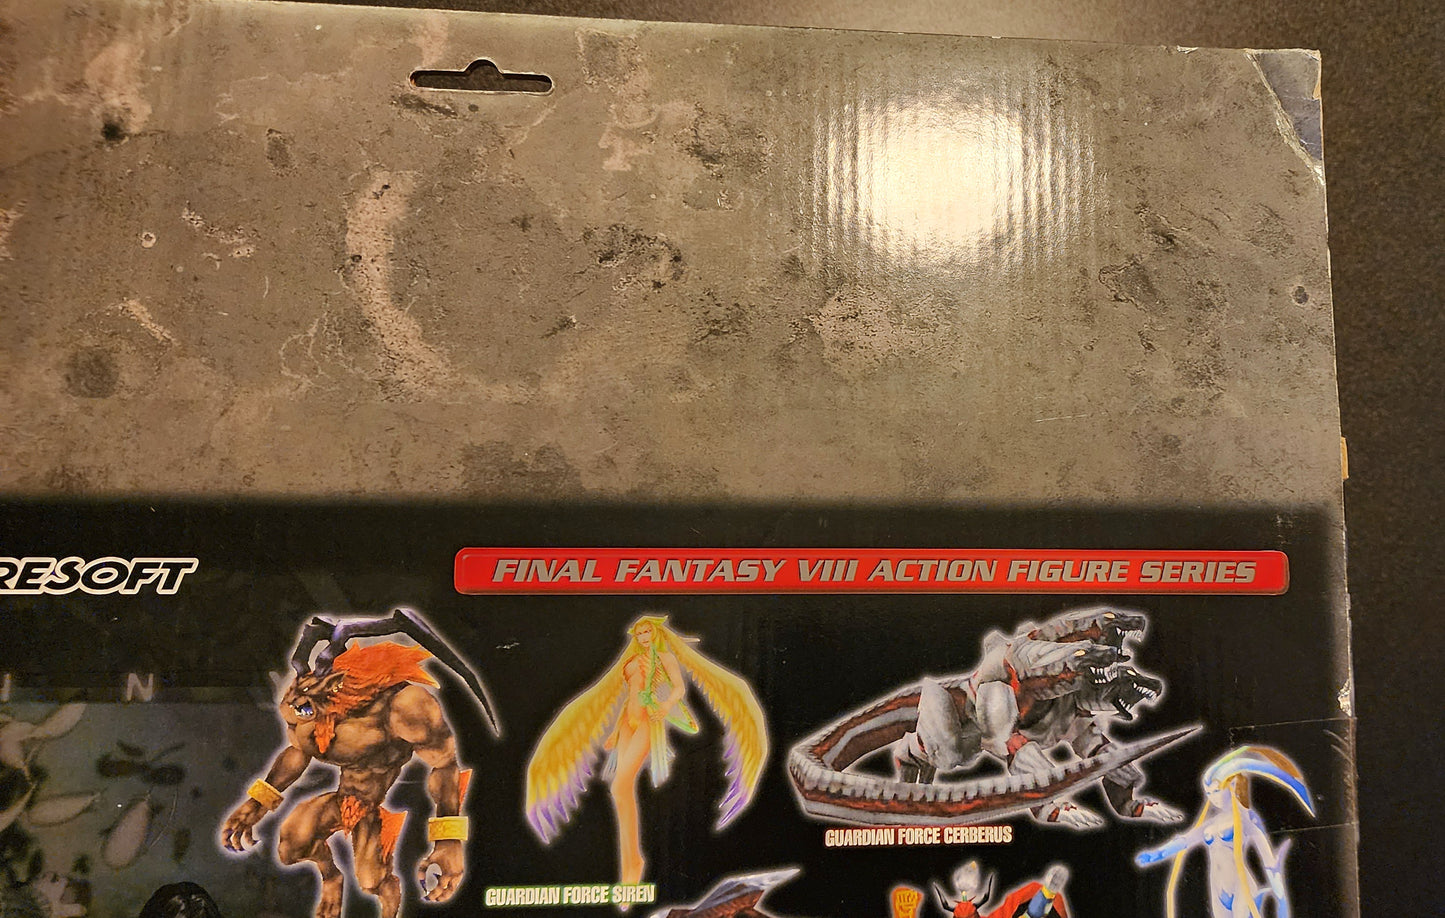 RESOFT
FINAL FANTASY VIII ACTION FIGURE SERIES
I N
GUARDIAN FORCE CERBERUS
GUARDIAN FORCE SIREN